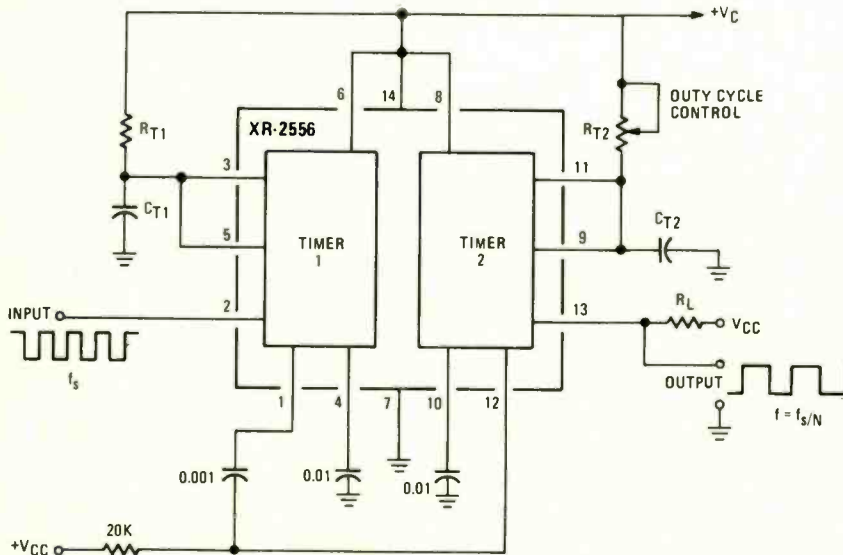 +VC
6
14
8
XR-2556
RT1
DUTY CYCLE
CONTROL
RT2
3
11
CT1
CT2
5
TIMER
1
TIMER
2
9
INPUT
2
13
RL
VCC
OUTPUT
fs
1
4
7
10
12
f = fs/N
0.001
0.01
0.01
+VCC
20K